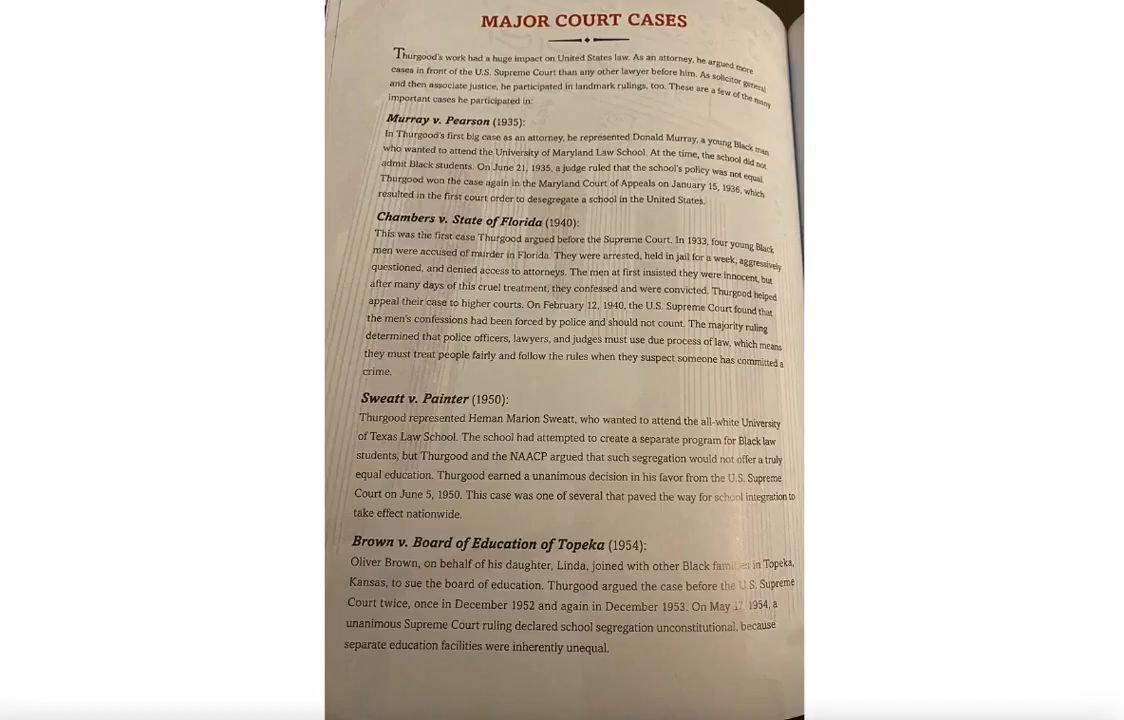 MAJOR COURT CASES
Thurgood's work had a huge impact on United States law. As an attorney, he argued more
cases in front of the U.S. Supreme Court than any other lawyer before him. As solicitor general
and then associate justice, he participated in landmark rulings, too. These are a few of the many
important cases he participated in:
Murray v. Pearson (1935):
In Thurgood's first big case as an attorney, he represented Donald Murray, a young Black man
who wanted to attend the University of Maryland Law School. At the time, the school did not
admit Black students. On June 21, 1935, a judge ruled that the school's policy was not equal.
Thurgood won the case again in the Maryland Court of Appeals on January 15, 1936, which
resulted in the first court order to desegregate a school in the United States.
Chambers v. State of Florida (1940):
This was the first case Thurgood argued before the Supreme Court. In 1933, four young Black
men were accused of murder in Florida. They were arrested, held in jail for a week, aggressively
questioned, and denied access to attorneys. The men at first insisted they were innocent, but
after many days of this cruel treatment, they confessed and were convicted. Thurgood helped
appeal their case to higher courts. On February 12, 1940, the U.S. Supreme Court found that
the men's confessions had been forced by police and should not count. The majority ruling
determined that police officers, lawyers, and judges must use due process of law, which means
they must treat people fairly and follow the rules when they suspect someone has committed a
crime.
Sweatt v. Painter (1950):
Thurgood represented Heman Marion Sweatt, who wanted to attend the all-white University
of Texas Law School. The school had attempted to create a separate program for Black law
students, but Thurgood and the NAACP argued that such segregation would not offer a truly
equal education. Thurgood earned a unanimous decision in his favor from the U.S. Supreme
Court on June 5, 1950. This case was one of several that paved the way for school integration to
take effect nationwide.
Brown v. Board of Education of Topeka (1954):
Oliver Brown, on behalf of his daughter, Linda, joined with other Black families in Topeka,
Kansas, to sue the board of education. Thurgood argued the case before the U.S. Supreme
Court twice, once in December 1952 and again in December 1953. On May 17, 1954, a
unanimous Supreme Court ruling declared school segregation unconstitutional, because
separate education facilities were inherently unequal.